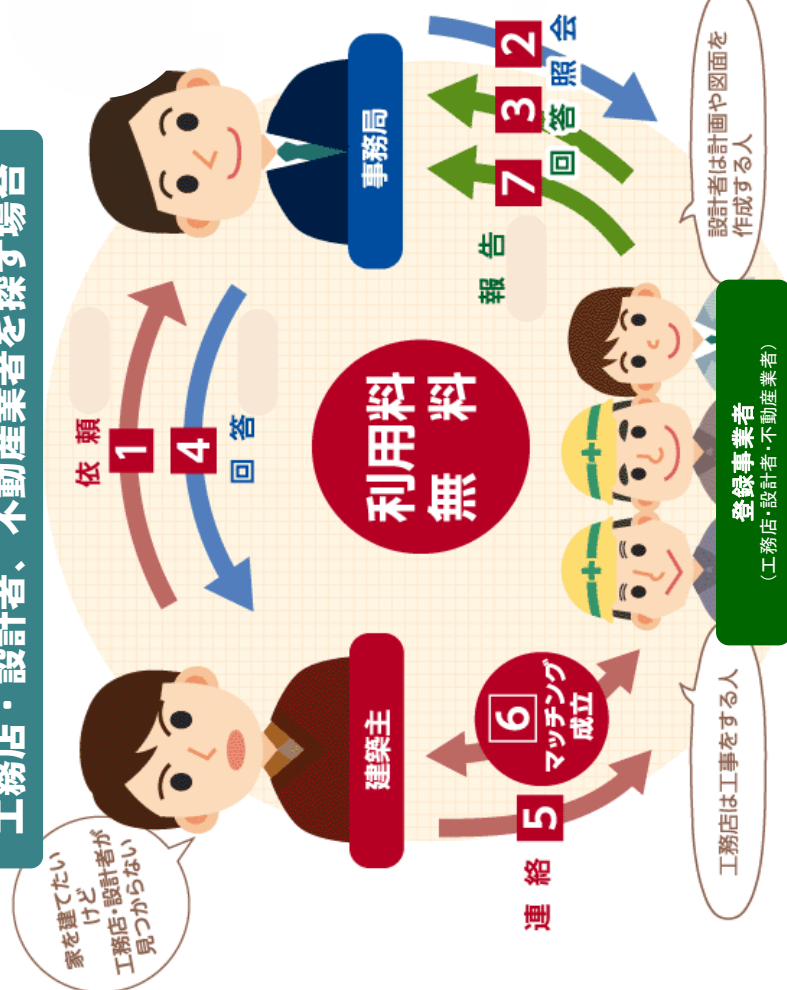 工務店・設計者、不動産業者を探す場合
家を建てたい
けど
工務店・設計者が
見つからない
依頼
1
4
回答
建築主
事務局
利用料
無料
2
照会
3
回答
7
報告
5
連絡
6
マッチング
成立
工務店は工事をする人
設計者は計画や図面を
作成する人
登録事業者
(工務店・設計者・不動産業者)